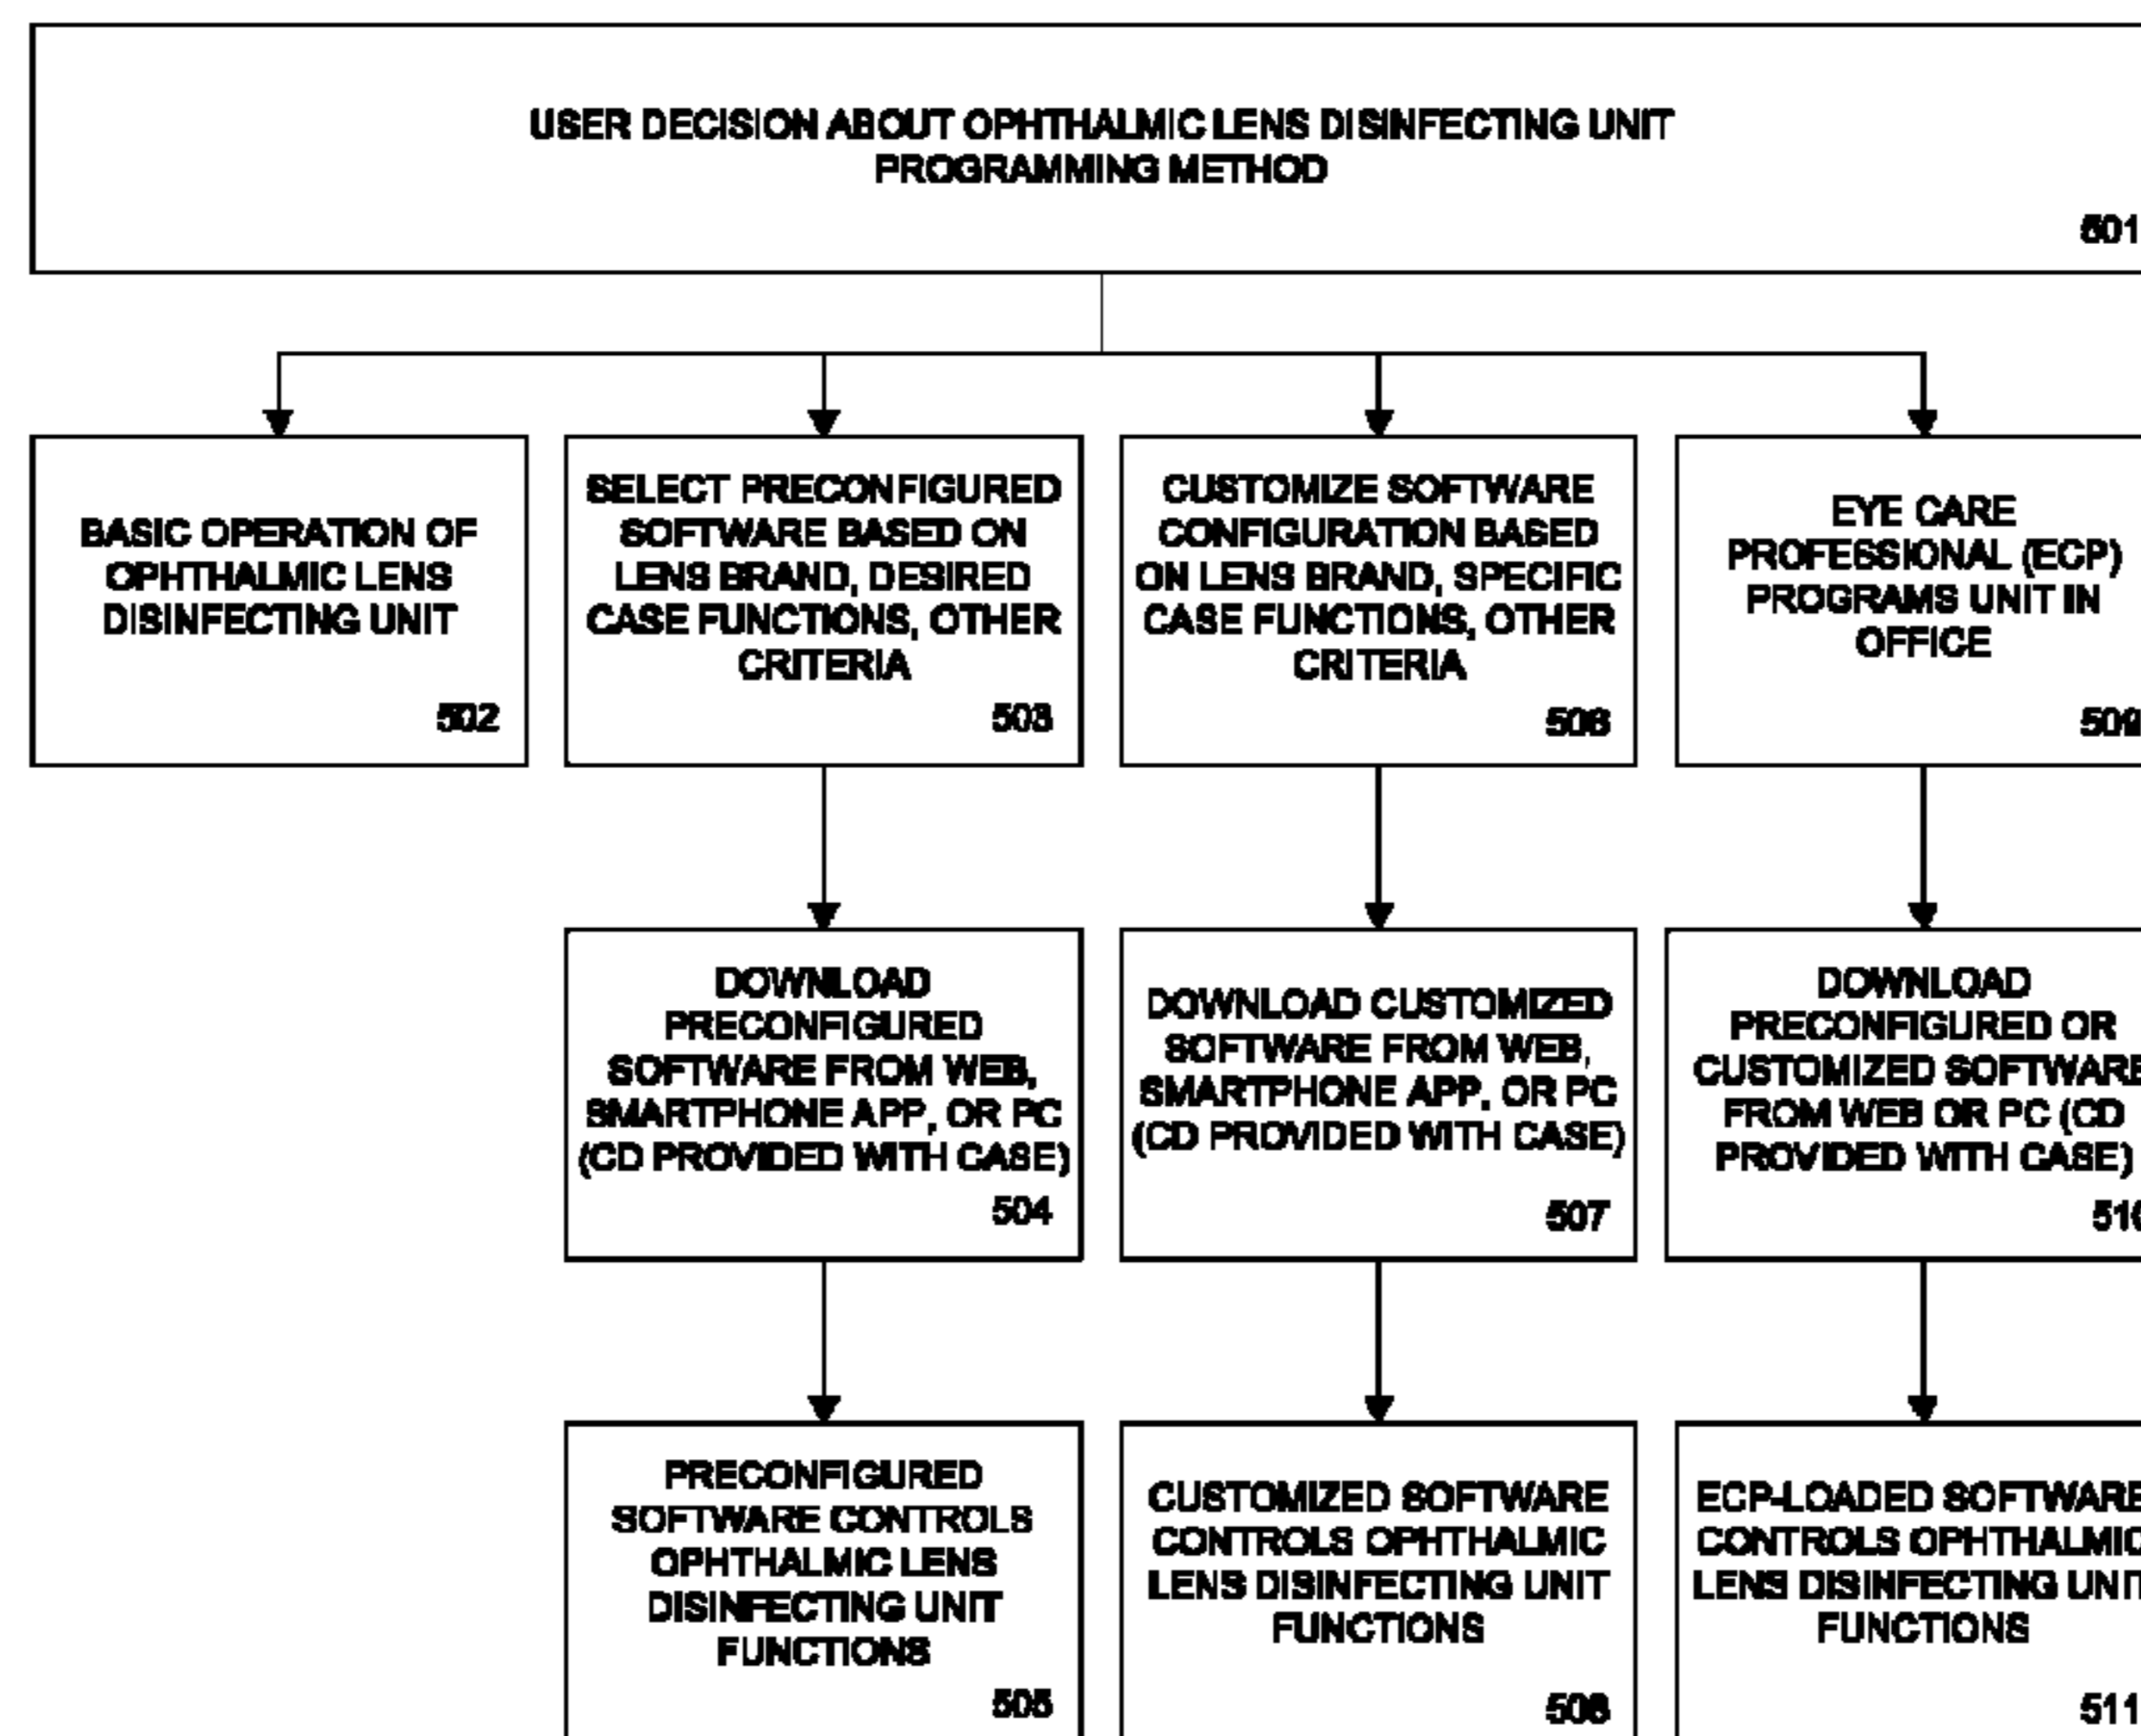 USER DECISION ABOUT OPHTHALMIC LENS DISINFECTING UNIT
PROGRAMMING METHOD
501
BASIC OPERATION OF
OPHTHALMIC LENS
DISINFECTING UNIT
502
SELECT PRECONFIGURED
SOFTWARE BASED ON
LENS BRAND, DESIRED
CASE FUNCTIONS, OTHER
CRITERIA
503
CUSTOMIZE SOFTWARE
CONFIGURATION BASED
ON LENS BRAND, SPECIFIC
CASE FUNCTIONS, OTHER
CRITERIA
506
EYE CARE
PROFESSIONAL (ECP)
PROGRAMS UNIT IN
OFFICE
509
DOWNLOAD
PRECONFIGURED
SOFTWARE FROM WEB,
SMARTPHONE APP, OR PC
(CD PROVIDED WITH CASE)
504
DOWNLOAD CUSTOMIZED
SOFTWARE FROM WEB,
SMARTPHONE APP, OR PC
(CD PROVIDED WITH CASE)
507
DOWNLOAD
PRECONFIGURED OR
CUSTOMIZED SOFTWARE
FROM WEB OR PC (CD
PROVIDED WITH CASE)
510
PRECONFIGURED
SOFTWARE CONTROLS
OPHTHALMIC LENS
DISINFECTING UNIT
FUNCTIONS
505
CUSTOMIZED SOFTWARE
CONTROLS OPHTHALMIC
LENS DISINFECTING UNIT
FUNCTIONS
508
ECP-LOADED SOFTWARE
CONTROLS OPHTHALMIC
LENS DISINFECTING UNIT
FUNCTIONS
511